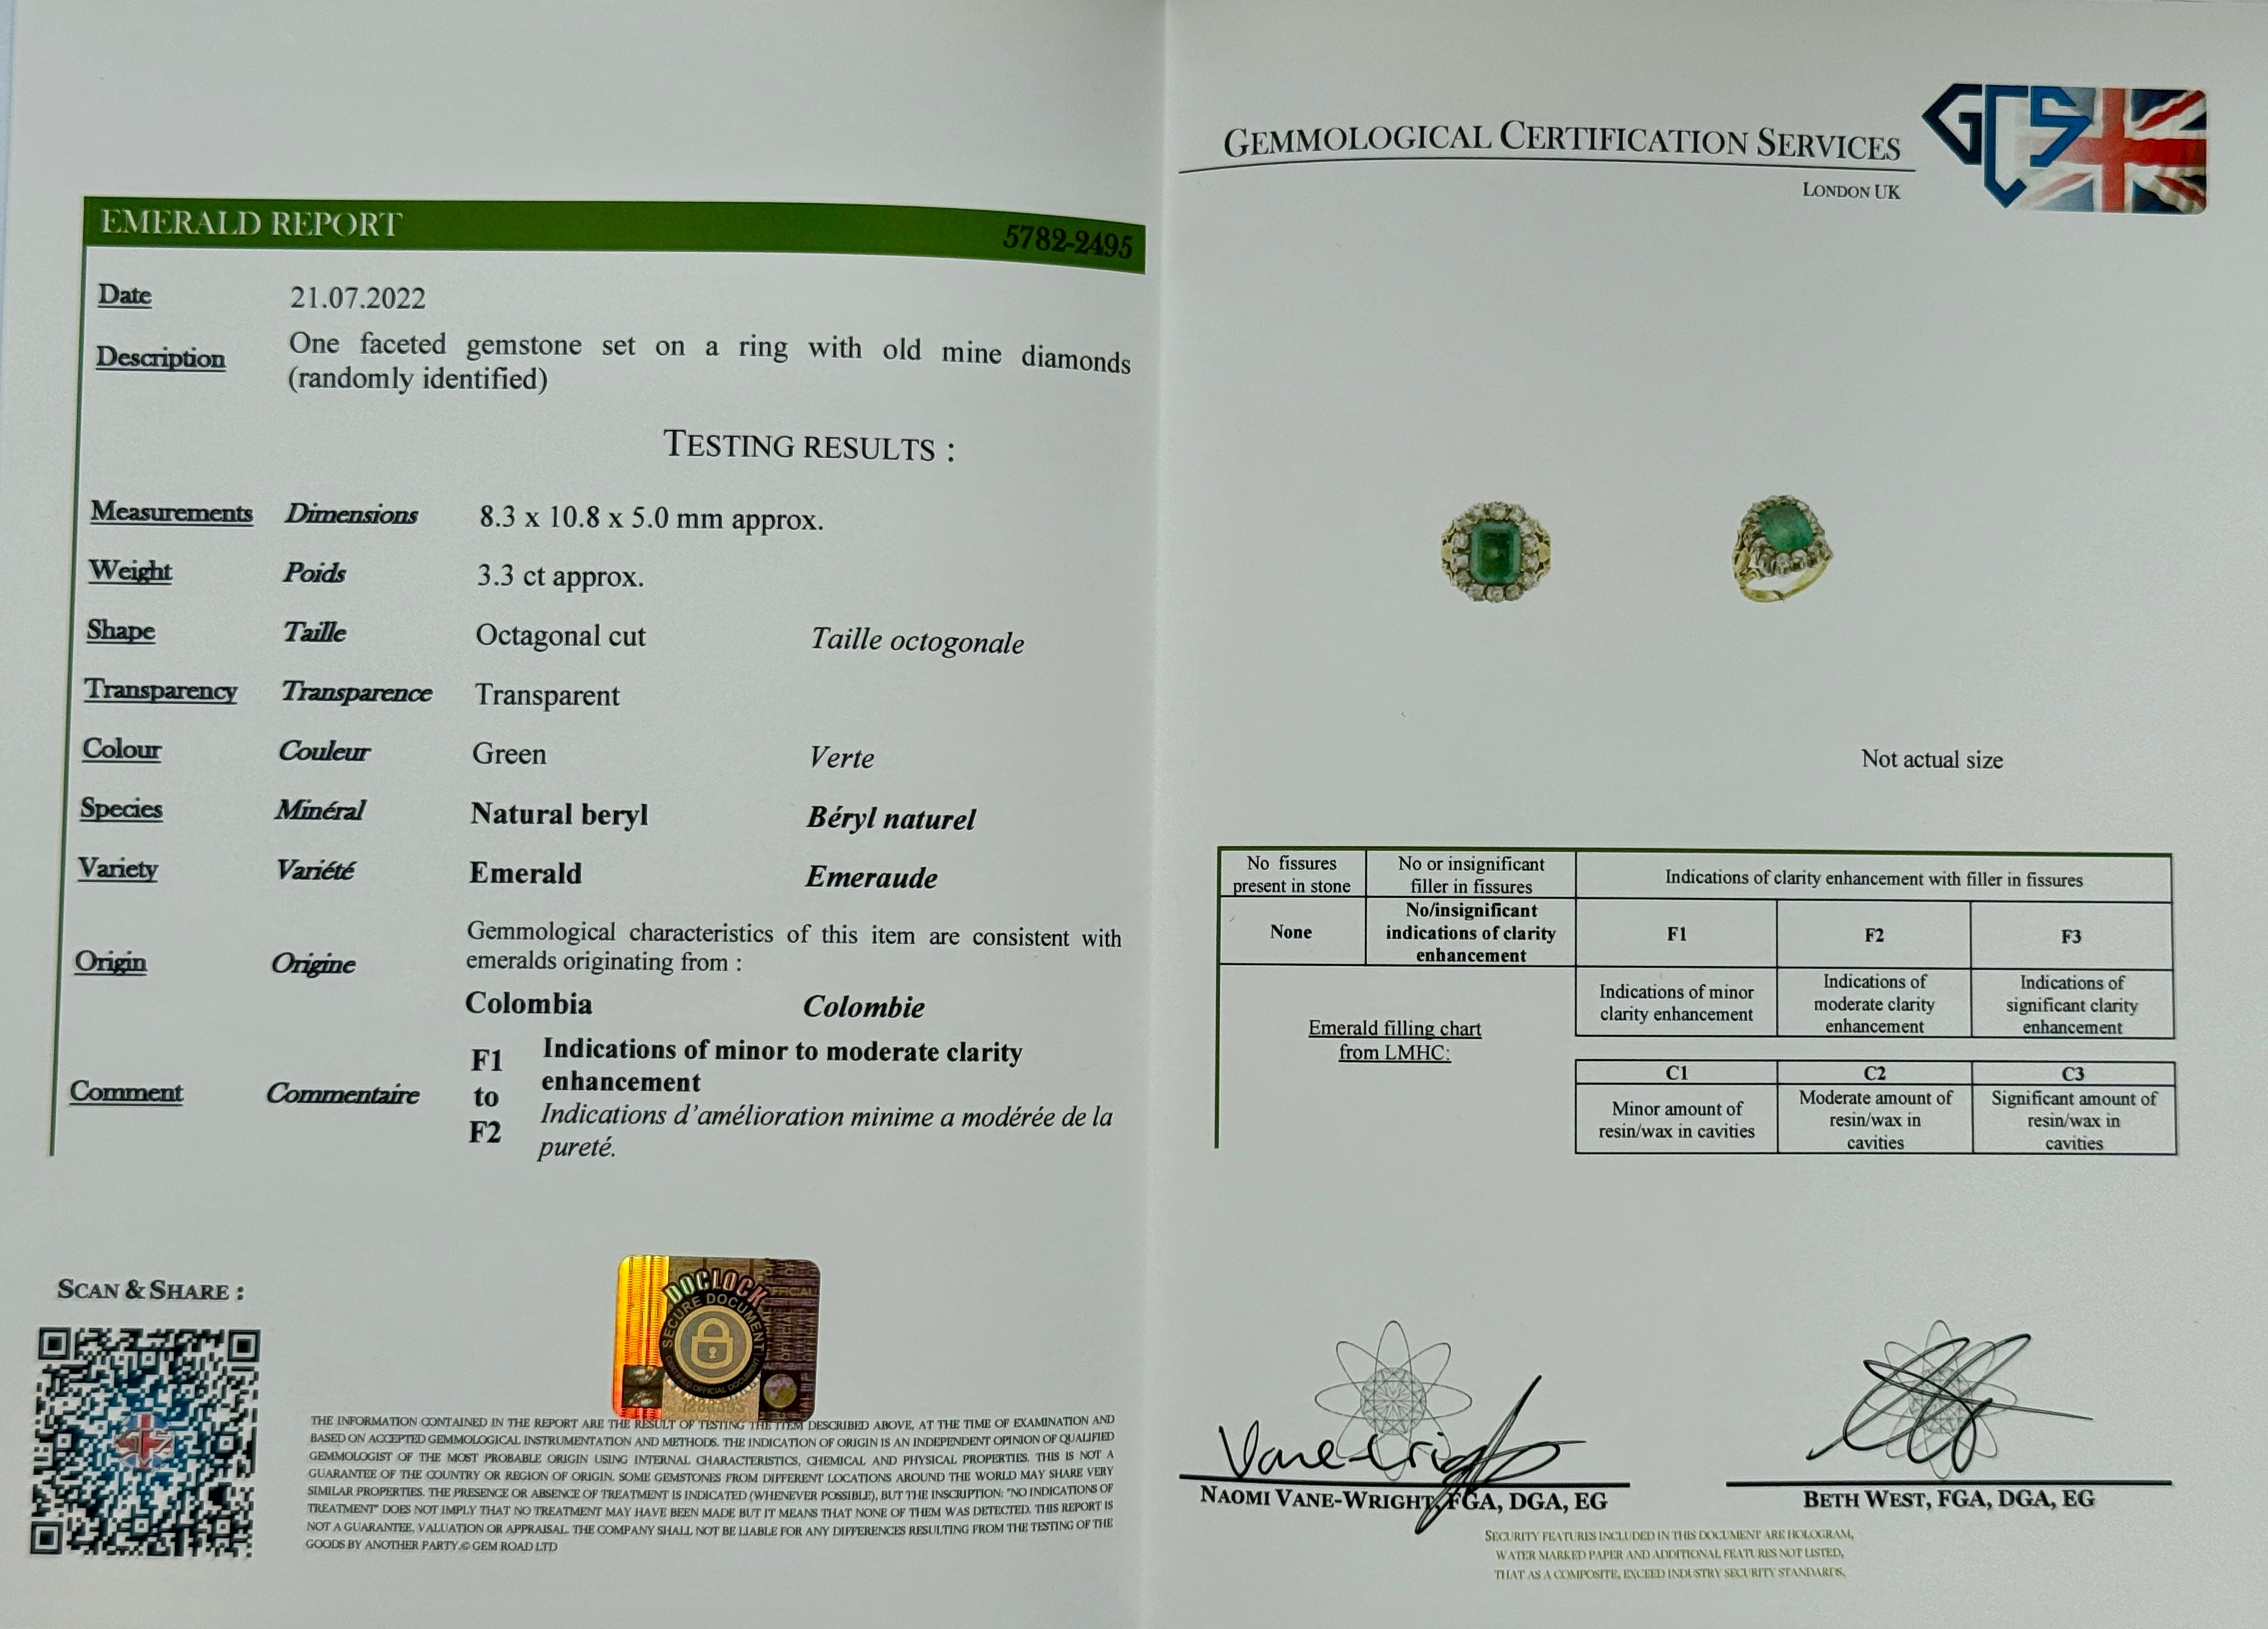 EMERALD REPORT
5782-2495
Date 21.07.2022
Description One faceted gemstone set on a ring with old mine diamonds
(randomly identified)
TESTING RESULTS :
Measurements Dimensions 8.3 x 10.8 x 5.0 mm approx.
Weight Poids 3.3 ct approx.
Shape Taille Octagonal cut Taille octogonale
Transparency Transparence Transparent
Colour Couleur Green Verte
Species Minéral Natural beryl Béryl naturel
Variety Variété Emerald Emeraude
Origin Origine Gemmological characteristics of this item are consistent with
emeralds originating from :
Colombia Colombie
Comment Commentaire
F1
to
F2
Indications of minor to moderate clarity
enhancement
Indications d’amélioration minime a modérée de la
pureté.
SCAN & SHARE :
DOCLOCK
SECURE DOCUMENT
CERTIFIED OFFICIAL DOCUMENT
THE INFORMATION CONTAINED IN THE REPORT ARE THE RESULT OF TESTING THE ITEM DESCRIBED ABOVE, AT THE TIME OF EXAMINATION AND
BASED ON ACCEPTED GEMMOLOGICAL INSTRUMENTATION AND METHODS. THE INDICATION OF ORIGIN IS AN INDEPENDENT OPINION OF QUALIFIED
GEMMOLOGIST OF THE MOST PROBABLE ORIGIN USING INTERNAL CHARACTERISTICS, CHEMICAL AND PHYSICAL PROPERTIES. THIS IS NOT A
GUARANTEE OF THE COUNTRY OR REGION OF ORIGIN. SOME GEMSTONES FROM DIFFERENT LOCATIONS AROUND THE WORLD MAY SHARE VERY
SIMILAR PROPERTIES. THE PRESENCE OR ABSENCE OF TREATMENT IS INDICATED (WHENEVER POSSIBLE), BUT THE INSCRIPTION: "NO INDICATIONS OF
TREATMENT" DOES NOT IMPLY THAT NO TREATMENT MAY HAVE BEEN MADE BUT IT MEANS THAT NONE OF THEM WAS DETECTED. THIS REPORT IS
NOT A GUARANTEE, VALUATION OR APPRAISAL. THE COMPANY SHALL NOT BE LIABLE FOR ANY DIFFERENCES RESULTING FROM THE TESTING OF THE
GOODS BY ANOTHER PARTY.© GEM ROAD LTD
GEMMOLOGICAL CERTIFICATION SERVICES
LONDON UK
GCS
Not actual size
No fissures
present in stone
No or insignificant
filler in fissures
Indications of clarity enhancement with filler in fissures
None
No/insignificant
indications of clarity
enhancement
F1
F2
F3
Indications of minor
clarity enhancement
Indications of
moderate clarity
enhancement
Indications of
significant clarity
enhancement
Emerald filling chart
from LMHC:
C1
C2
C3
Minor amount of
resin/wax in cavities
Moderate amount of
resin/wax in
cavities
Significant amount of
resin/wax in
cavities
NAOMI VANE-WRIGHT, FGA, DGA, EG
BETH WEST, FGA, DGA, EG
SECURITY FEATURES INCLUDED IN THIS DOCUMENT ARE HOLOGRAM,
WATER MARKED PAPER AND ADDITIONAL FEATURES NOT LISTED,
THAT AS A COMPOSITE, EXCEED INDUSTRY SECURITY STANDARDS.